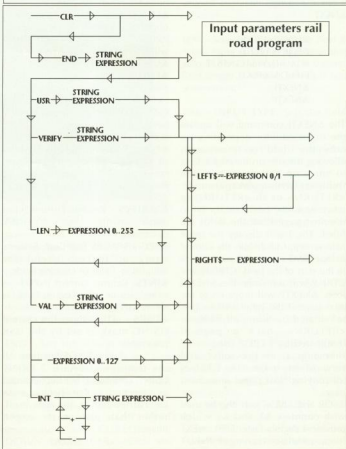 CLR
Input parameters rail
road program
END STRING
EXPRESSION
USR STRING
EXPRESSION
VERIFY STRING
EXPRESSION
LEFT$ EXPRESSION 0/1
LEN EXPRESSION 0..255
RIGHT$ EXPRESSION
VAL STRING
EXPRESSION
EXPRESSION 0..127
INT STRING EXPRESSION
+
-